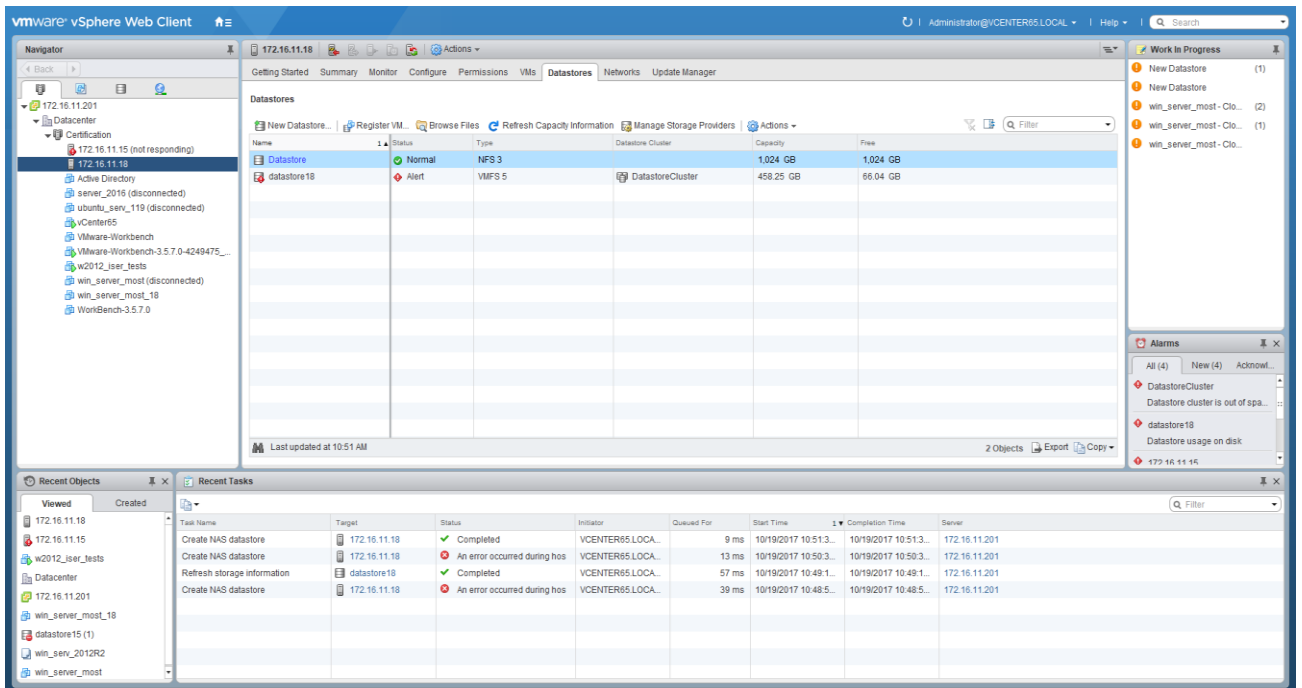 vmware® vSphere Web Client
Administrator@VCENTER65.LOCAL
Help
Search
Navigator
Back
172.16.11.201
Datacenter
Certification
172.16.11.15 (not responding)
172.16.11.18
Active Directory
server_2016 (disconnected)
ubuntu_serv_119 (disconnected)
vCenter65
VMware-Workbench
VMware-Workbench-3.5.7.0-4249475_...
w2012_iser_tests
win_server_most (disconnected)
win_server_most_18
WorkBench-3.5.7.0
172.16.11.18 Actions
Getting Started Summary Monitor Configure Permissions VMs Datastores Networks Update Manager
Datastores
New Datastore... Register VM... Browse Files Refresh Capacity Information Manage Storage Providers Actions Filter
Name 1 Status Type Datastore Cluster Capacity Free
Datastore Normal NFS 3 1,024 GB 1,024 GB
datastore18 Alert VMFS 5 DatastoreCluster 458.25 GB 66.04 GB
Last updated at 10:51 AM
2 Objects Export Copy
Work In Progress
New Datastore (1)
New Datastore
win_server_most - Clo... (2)
win_server_most - Clo... (1)
win_server_most - Clo...
Alarms
All (4) New (4) Acknowl...
DatastoreCluster
Datastore cluster is out of spa...
datastore18
Datastore usage on disk
172.16.11.15
Recent Objects
Viewed Created
172.16.11.18
172.16.11.15
w2012_iser_tests
Datacenter
172.16.11.201
win_server_most_18
datastore15 (1)
win_serv_2012R2
win_server_most
Recent Tasks
Filter
Task Name Target Status Initiator Queued For Start Time 1 Completion Time Server
Create NAS datastore 172.16.11.18 Completed VCENTER65.LOCA... 9 ms 10/19/2017 10:51:3... 10/19/2017 10:51:3... 172.16.11.201
Create NAS datastore 172.16.11.18 An error occurred during hos VCENTER65.LOCA... 13 ms 10/19/2017 10:50:3... 10/19/2017 10:50:3... 172.16.11.201
Refresh storage information datastore18 Completed VCENTER65.LOCA... 57 ms 10/19/2017 10:49:1... 10/19/2017 10:49:1... 172.16.11.201
Create NAS datastore 172.16.11.18 An error occurred during hos VCENTER65.LOCA... 39 ms 10/19/2017 10:48:5... 10/19/2017 10:48:5... 172.16.11.201